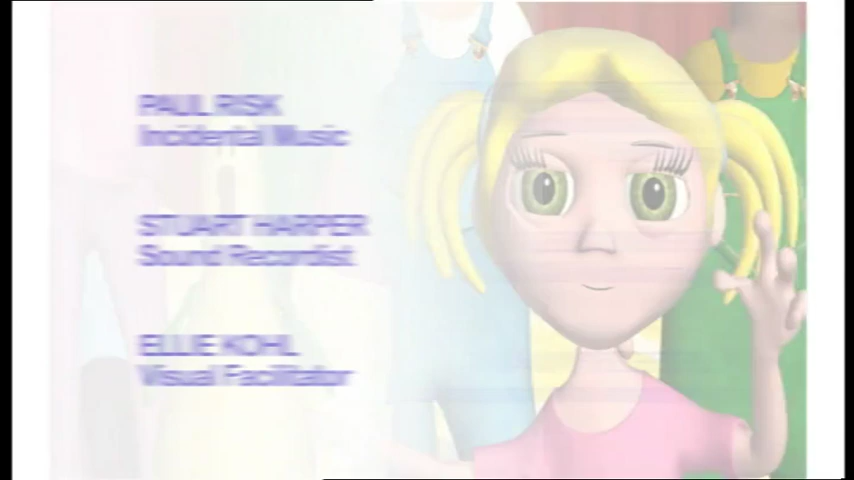 PAUL RISK
Incidental Music
STUART HARPER
Sound Recordist
ELLIE KOHL
Visual Facilitator